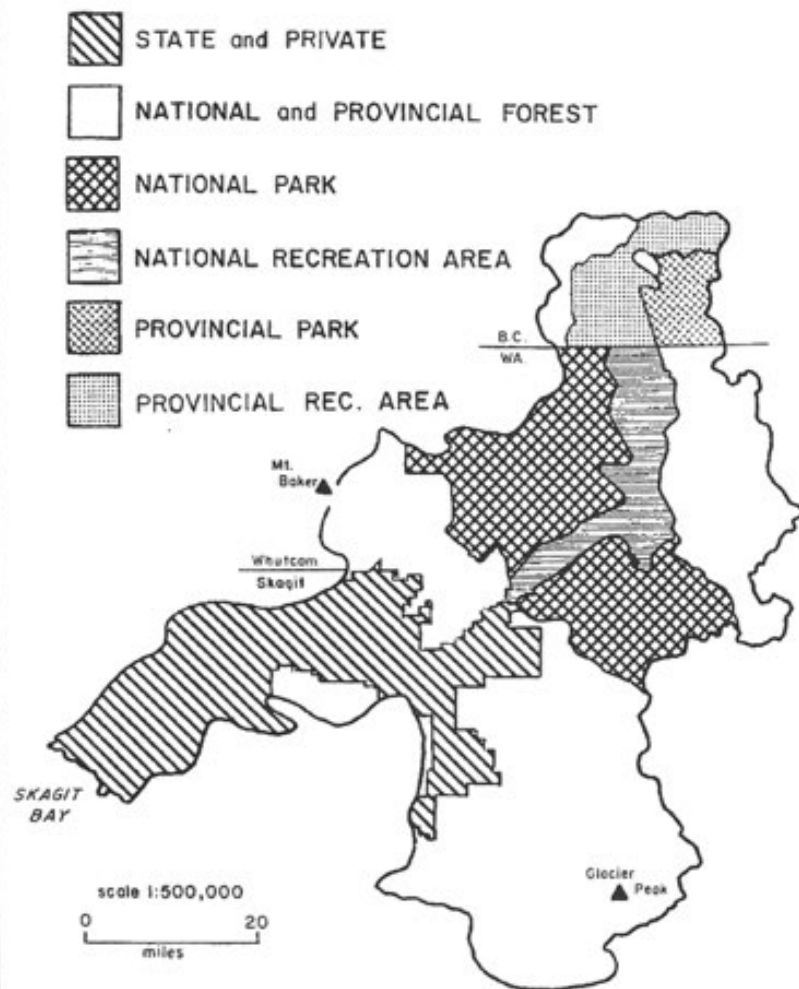 STATE and PRIVATE
NATIONAL and PROVINCIAL FOREST
NATIONAL PARK
NATIONAL RECREATION AREA
PROVINCIAL PARK
PROVINCIAL REC. AREA
B.C.
WA.
Mt.
Baker
Whatcom
Skagit
SKAGIT
BAY
Glacier
Peak
scale 1:500,000
0 20
miles